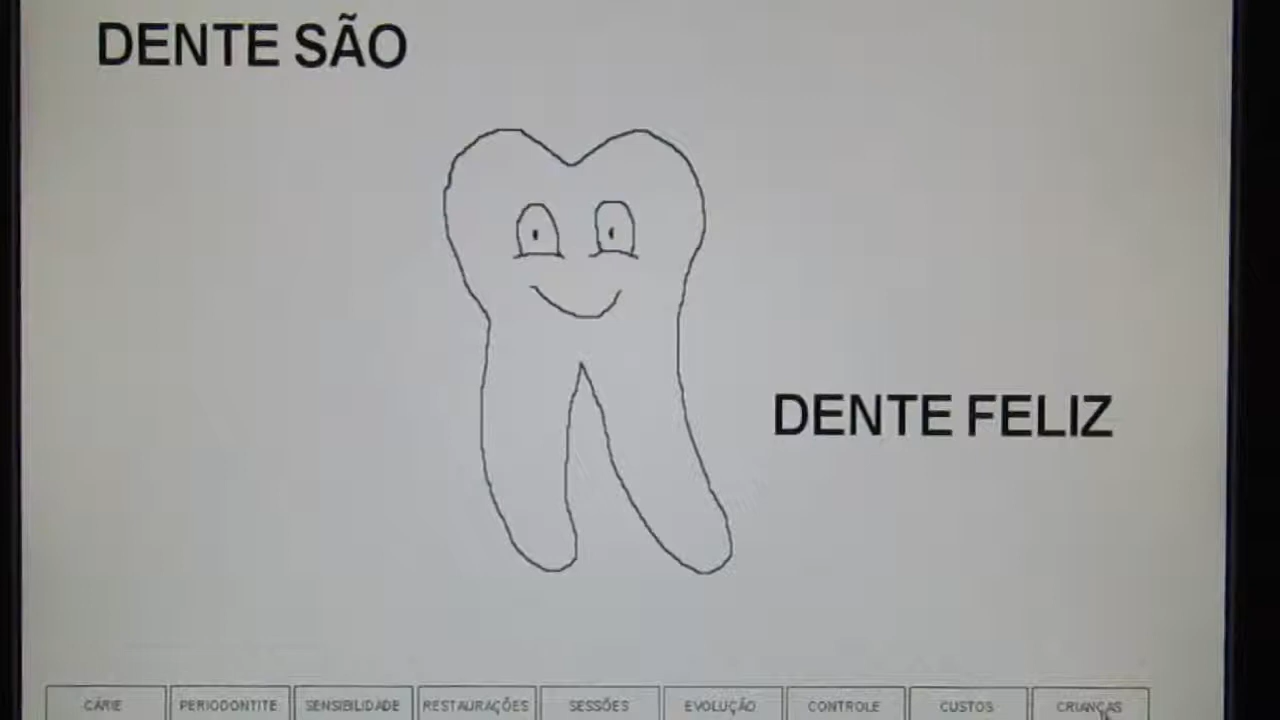 DENTE SÃO
DENTE FELIZ
CÁRIE
PERIODONTITE
SENSIBILIDADE
RESTAURAÇÕES
SESSÕES
EVOLUÇÃO
CONTROLE
CUSTOS
CRIANÇAS